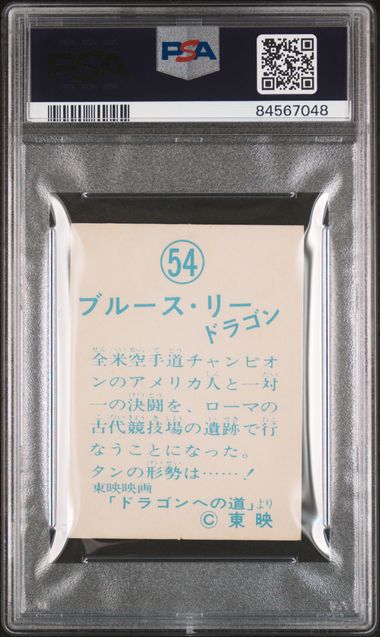 PSA
PSA
84567048
54
ブルース・リー
ドラゴン
全米空手道チャンピオ
ンのアメリカ人と一対
一の決闘を、ローマの
古代競技場の遺跡で行
なうことになった。
タンの形勢は……！
東映映画
「ドラゴンへの道」より
©東映